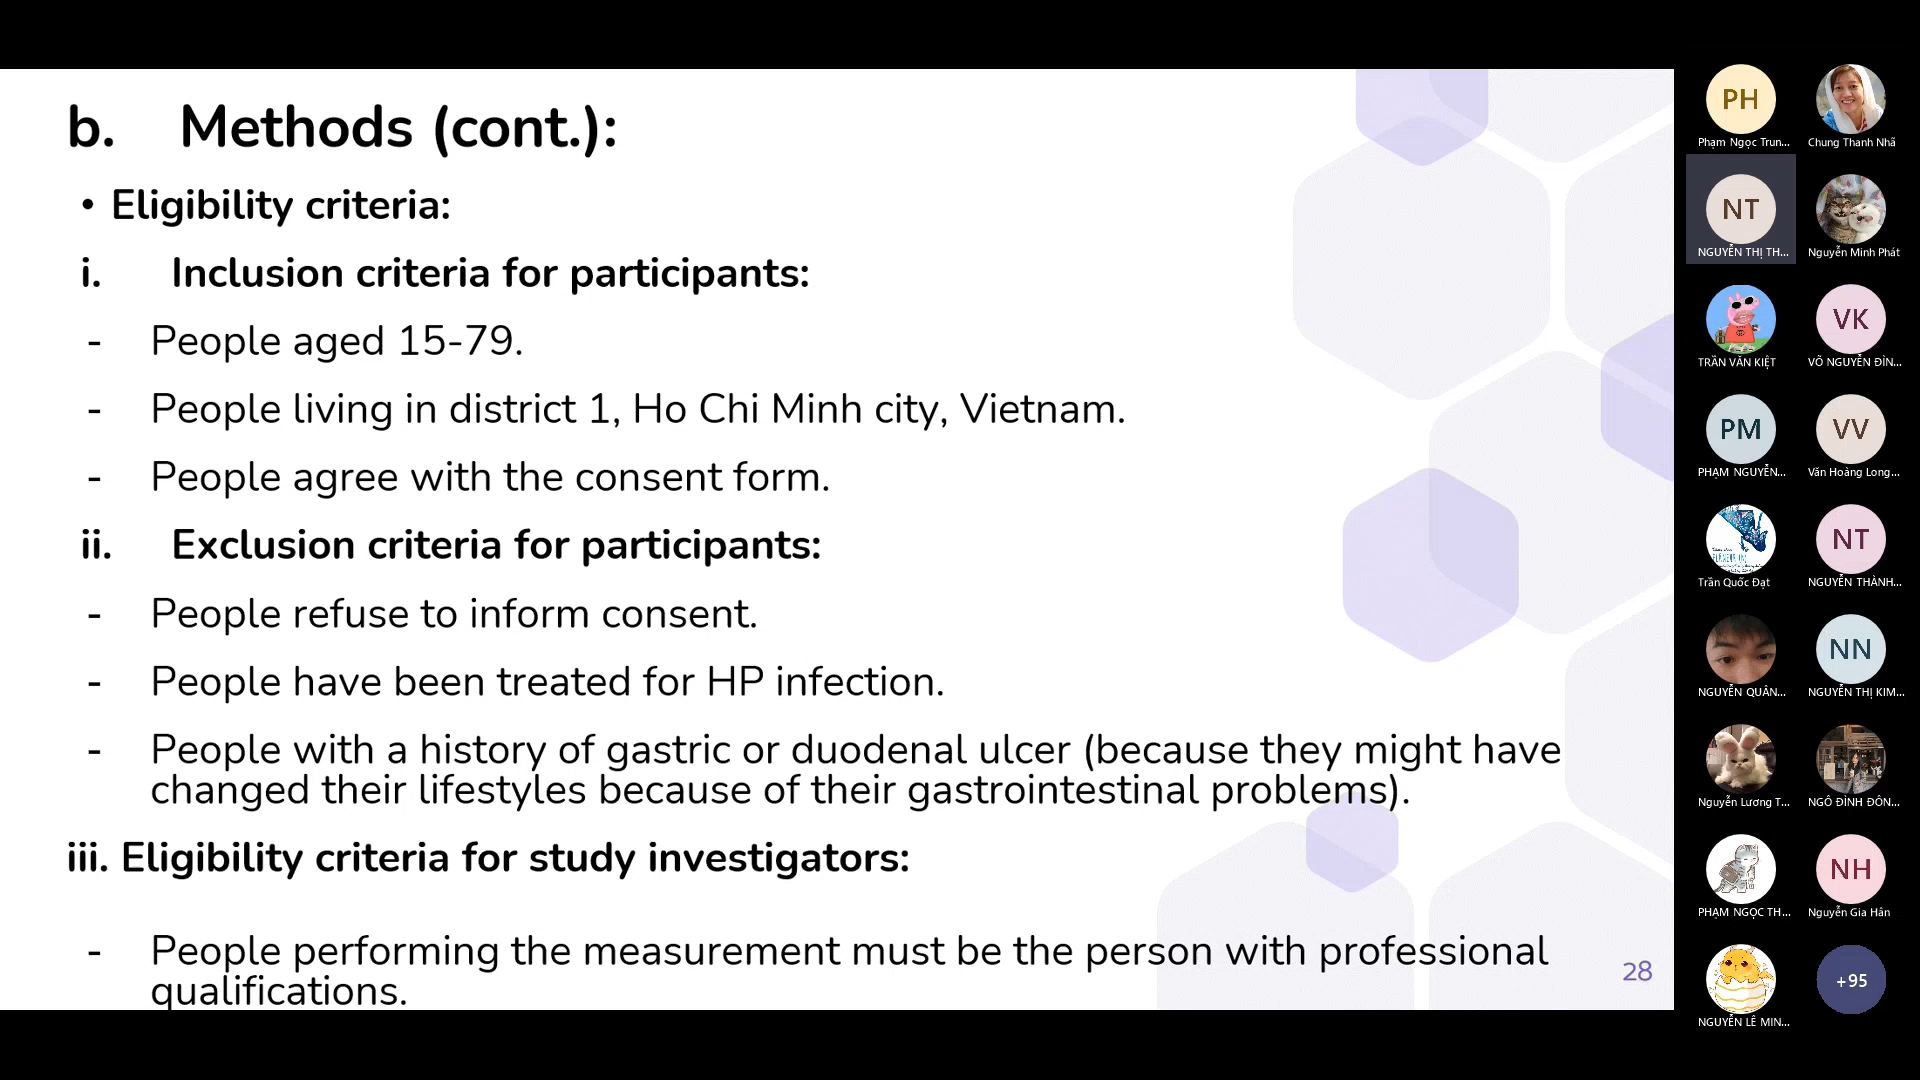 b. Methods (cont.):
• Eligibility criteria:
i. Inclusion criteria for participants:
- People aged 15-79.
- People living in district 1, Ho Chi Minh city, Vietnam.
- People agree with the consent form.
ii. Exclusion criteria for participants:
- People refuse to inform consent.
- People have been treated for HP infection.
- People with a history of gastric or duodenal ulcer (because they might have
changed their lifestyles because of their gastrointestinal problems).
iii. Eligibility criteria for study investigators:
- People performing the measurement must be the person with professional
qualifications.
28
PH
Phạm Ngọc Trun...
Chung Thanh Nhã
NT
NGUYỄN THỊ TH...
Nguyễn Minh Phát
TRẦN VĂN KIỆT
VK
VÕ NGUYỄN ĐÌN...
PM
PHẠM NGUYỄN...
VV
Văn Hoàng Long...
Trần Quốc Đạt
NT
NGUYỄN THÀNH...
NGUYỄN QUÂN...
NN
NGUYỄN THỊ KIM...
Nguyễn Lương T...
NGÔ ĐÌNH ĐÔN...
PHẠM NGỌC TH...
NH
Nguyễn Gia Hân
NGUYỄN LÊ MIN...
+95